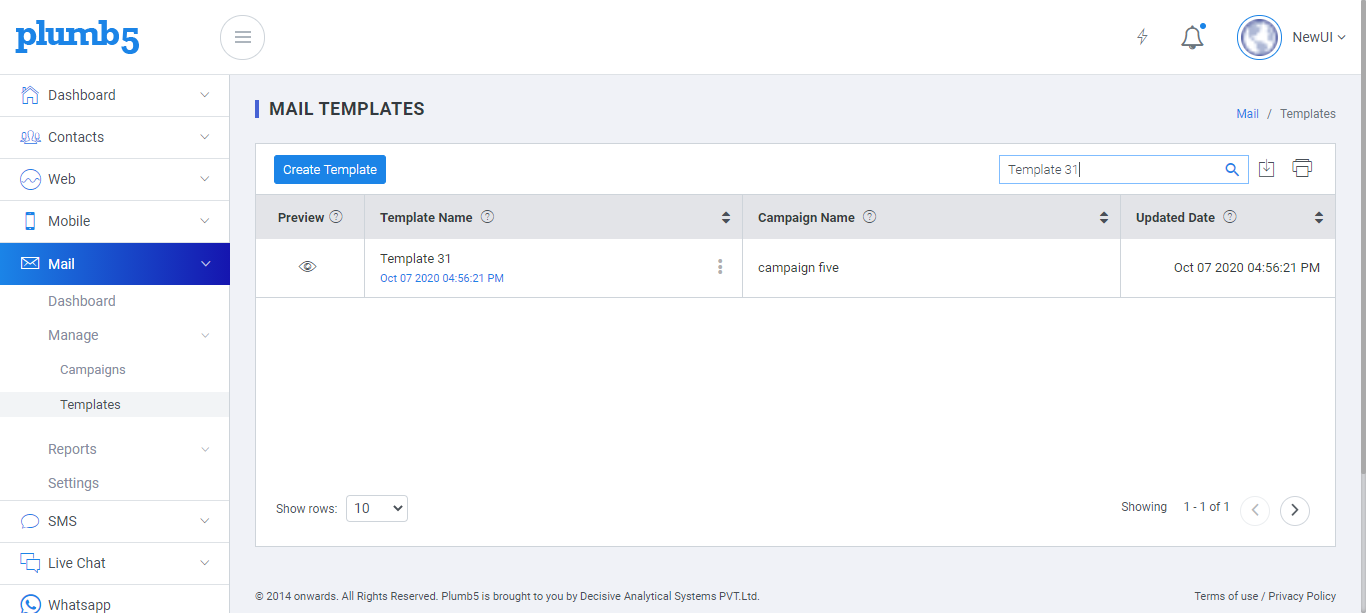 plumb5
NewUI
Dashboard
Contacts
Web
Mobile
Mail
Dashboard
Manage
Campaigns
Templates
Reports
Settings
SMS
Live Chat
Whatsapp
MAIL TEMPLATES
Mail / Templates
Create Template
Template 31
Preview ? Template Name ? Campaign Name ? Updated Date ?
Template 31
Oct 07 2020 04:56:21 PM
campaign five
Oct 07 2020 04:56:21 PM
Show rows: 10
Showing 1 - 1 of 1
© 2014 onwards. All Rights Reserved. Plumb5 is brought to you by Decisive Analytical Systems PVT.Ltd.
Terms of use / Privacy Policy